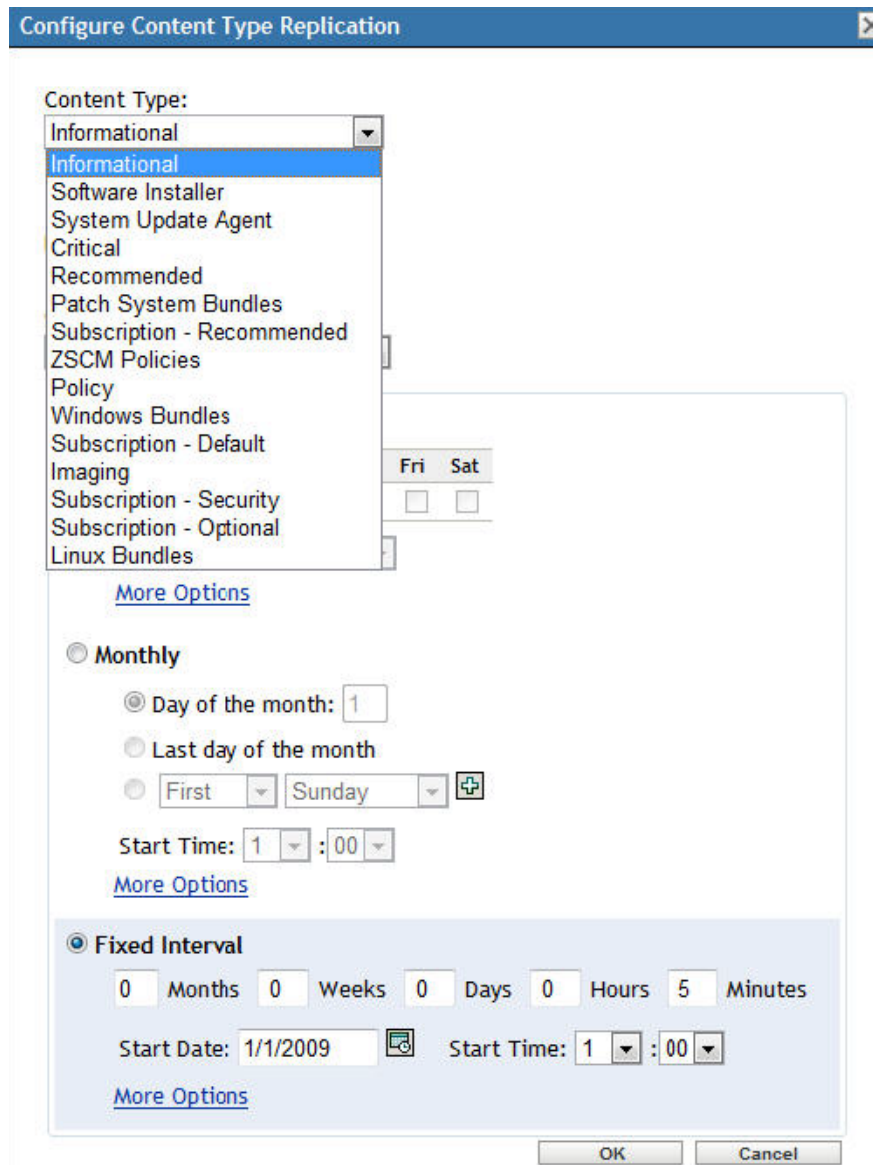 Configure Content Type Replication
Content Type:
Informational
Informational
Software Installer
System Update Agent
Critical
Recommended
Patch System Bundles
Subscription - Recommended
ZSCM Policies
Policy
Windows Bundles
Subscription - Default
Imaging
Subscription - Security
Subscription - Optional
Linux Bundles
Fri Sat
More Options
Monthly
Day of the month: 1
Last day of the month
First Sunday
Start Time: 1 : 00
More Options
Fixed Interval
0 Months 0 Weeks 0 Days 0 Hours 5 Minutes
Start Date: 1/1/2009 Start Time: 1 : 00
More Options
OK Cancel